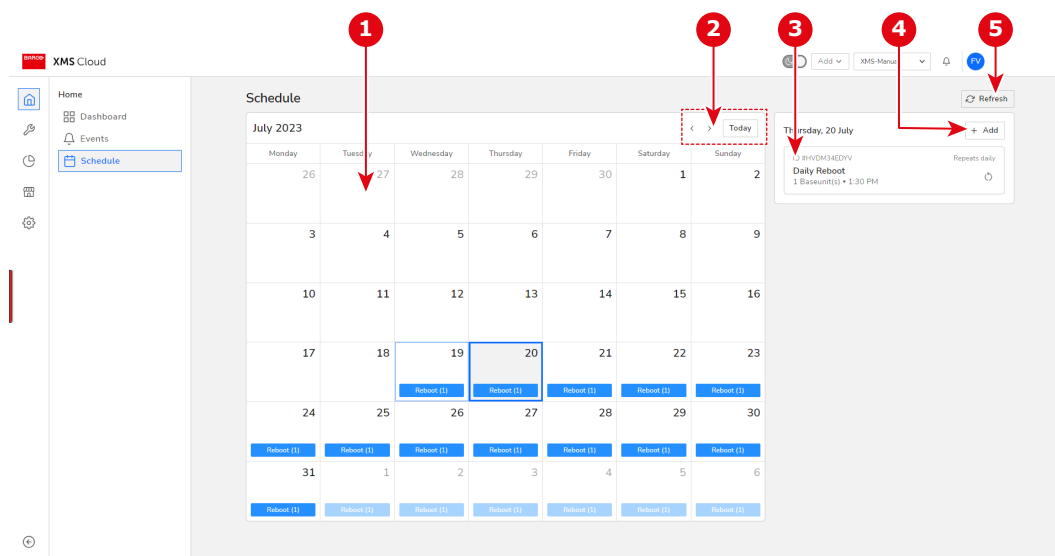 1 2 3 4 5
BARCO XMS Cloud
Add XMS-Manua FV
Home
Dashboard
Events
Schedule
Schedule
Refresh
July 2023
Today
Monday Tuesday Wednesday Thursday Friday Saturday Sunday
26 27 28 29 30 1 2
3 4 5 6 7 8 9
10 11 12 13 14 15 16
17 18 19 20 21 22 23
Reboot (1) Reboot (1) Reboot (1) Reboot (1) Reboot (1)
24 25 26 27 28 29 30
Reboot (1) Reboot (1) Reboot (1) Reboot (1) Reboot (1) Reboot (1) Reboot (1)
31 1 2 3 4 5 6
Reboot (1) Reboot (1) Reboot (1) Reboot (1) Reboot (1) Reboot (1) Reboot (1)
Thursday, 20 July
+ Add
#HVDM34EDYV Repeats daily
Daily Reboot
1 Baseunit(s) • 1:30 PM